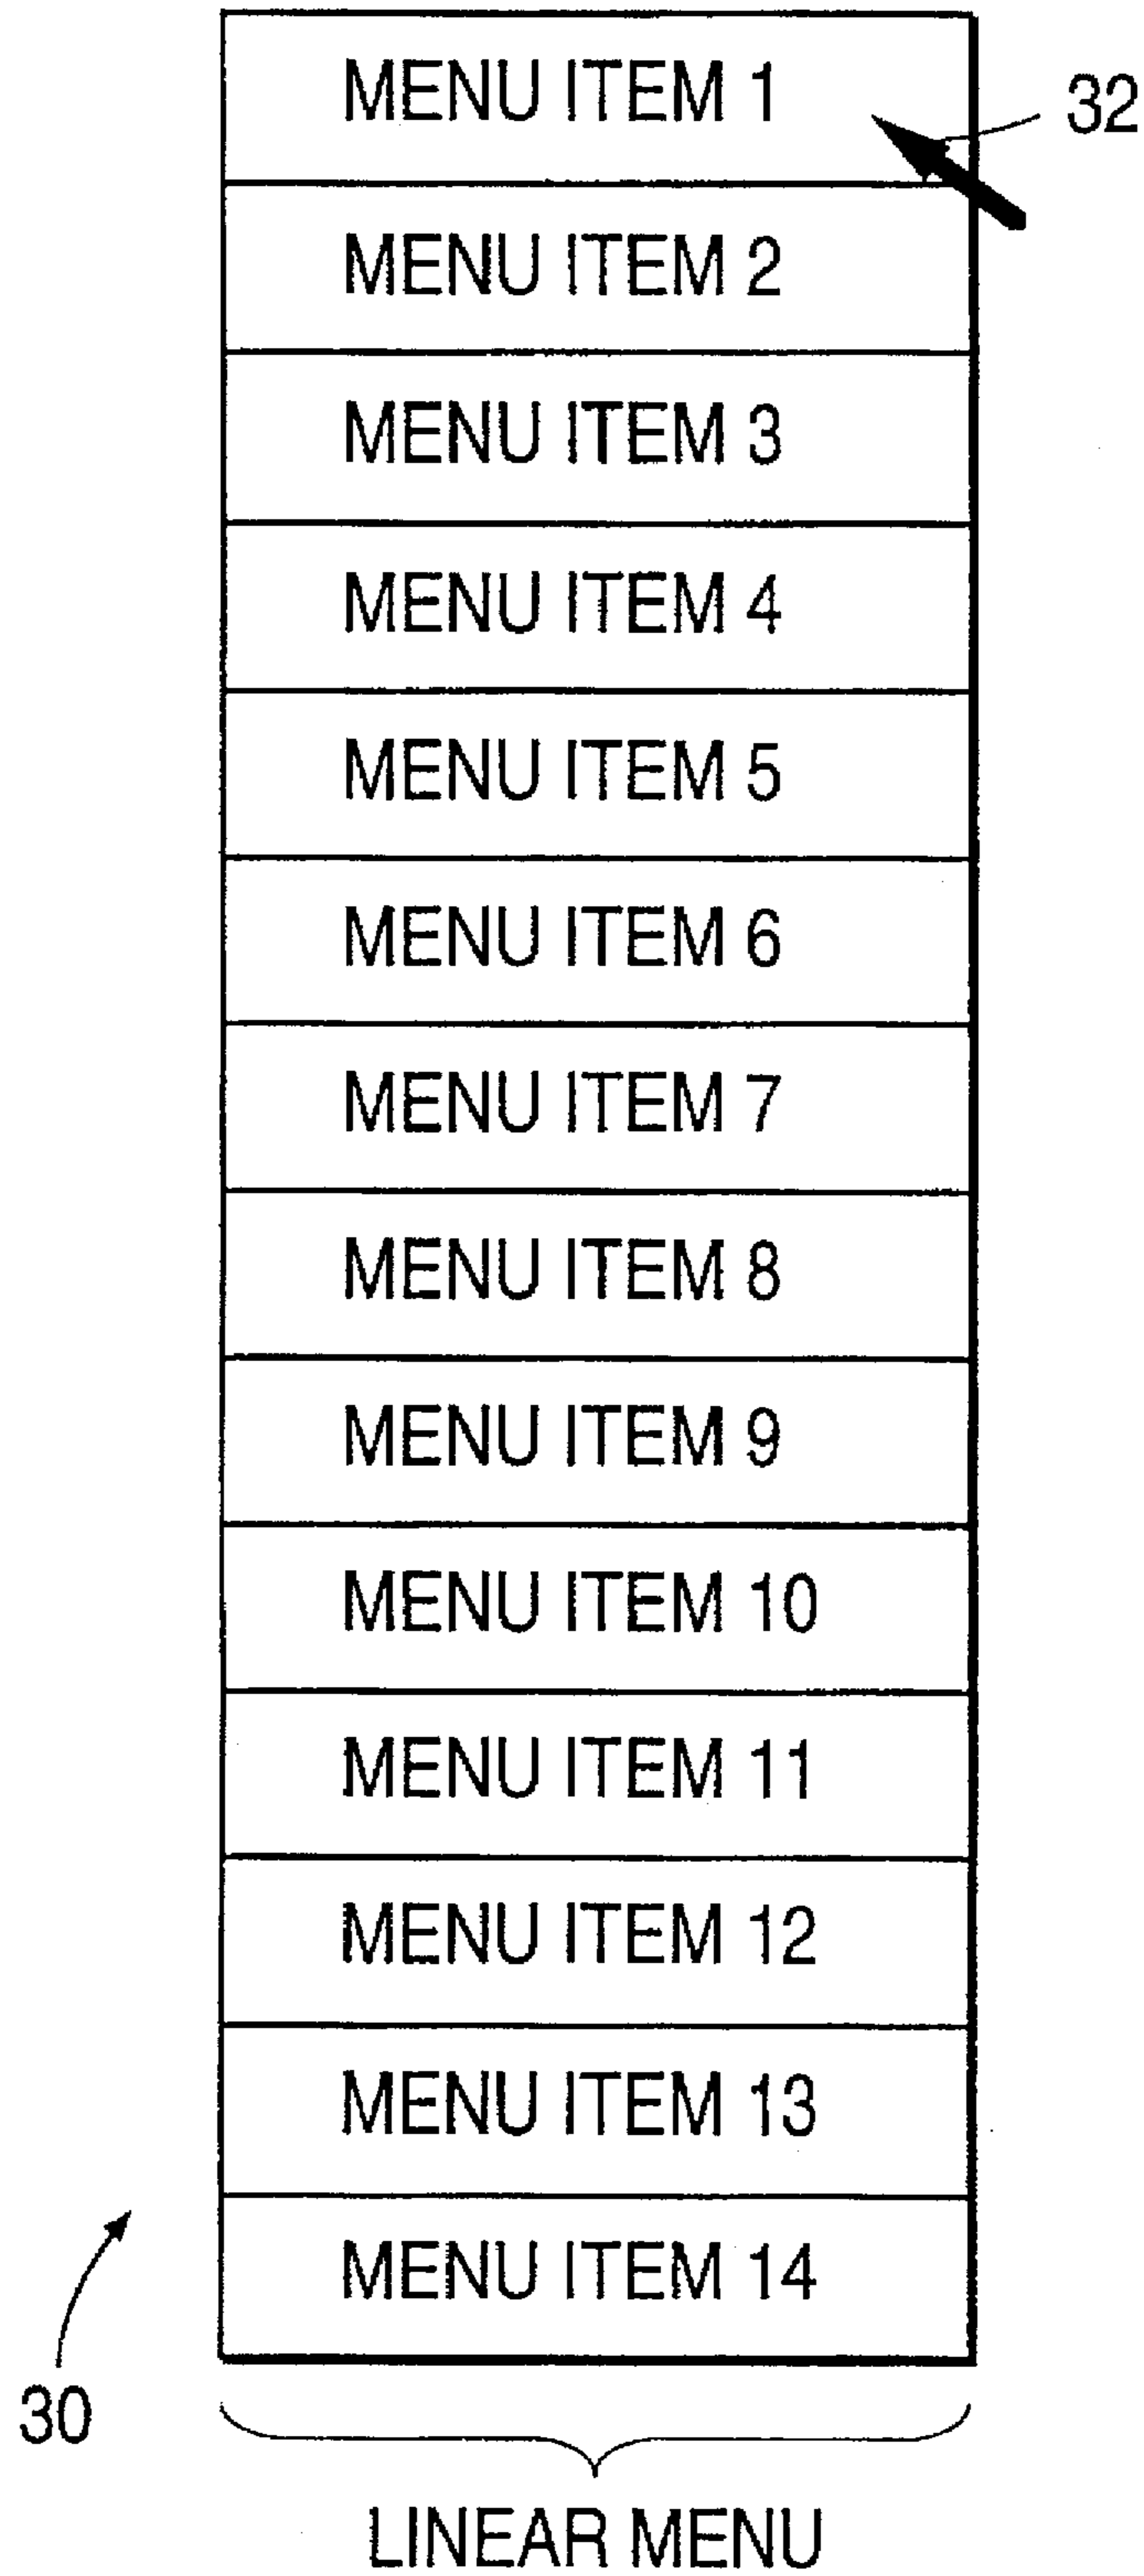 MENU ITEM 1
32
MENU ITEM 2
MENU ITEM 3
MENU ITEM 4
MENU ITEM 5
MENU ITEM 6
MENU ITEM 7
MENU ITEM 8
MENU ITEM 9
MENU ITEM 10
MENU ITEM 11
MENU ITEM 12
MENU ITEM 13
MENU ITEM 14
30
LINEAR MENU